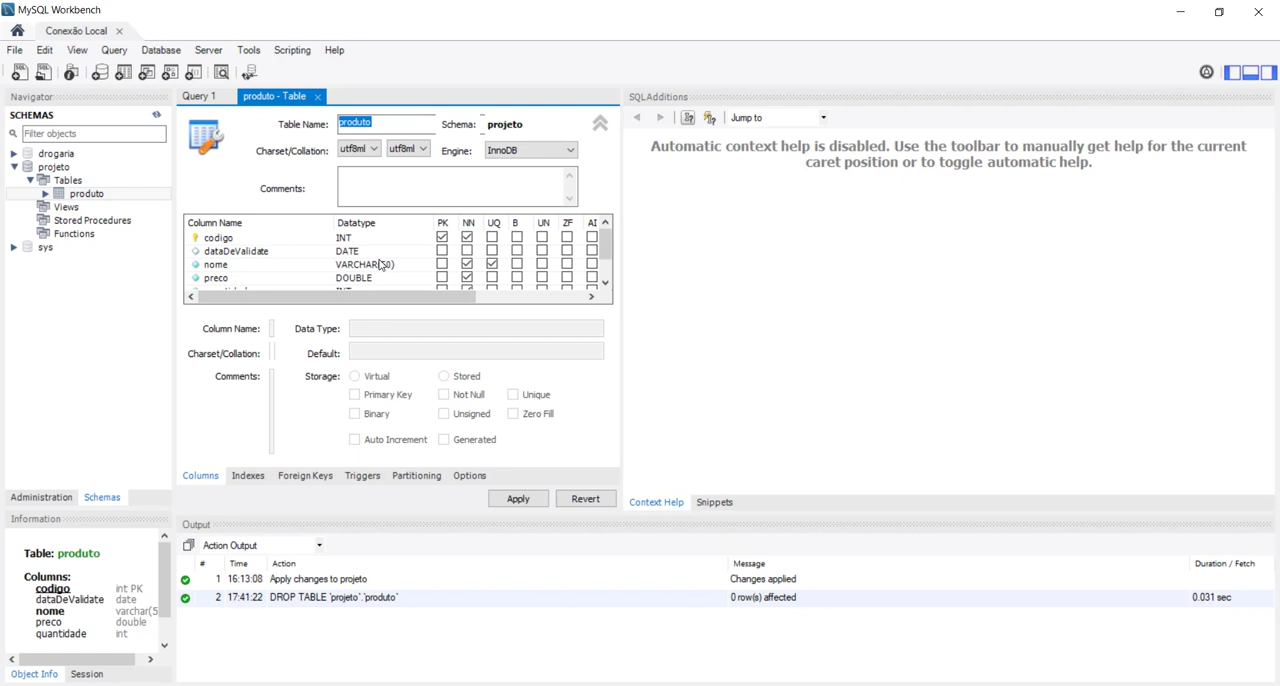 MySQL Workbench
Conexão Local
File Edit View Query Database Server Tools Scripting Help
Navigator
SCHEMAS
Filter objects
drogaria
projeto
Tables
produto
Views
Stored Procedures
Functions
sys
Administration Schemas
Information
Table: produto
Columns:
codigo int PK
dataDeValidate date
nome varchar(5
preco double
quantidade int
Object Info Session
Query 1 produto - Table
Table Name: produto Schema: projeto
Charset/Collation: utf8ml utf8ml Engine: InnoDB
Comments:
Column Name Datatype PK NN UQ B UN ZF AI
codigo INT
dataDeValidate DATE
nome
preco DOUBLE
Column Name: Data Type:
Charset/Collation: Default:
Comments: Storage: Virtual Stored
Primary Key Not Null Unique
Binary Unsigned Zero Fill
Auto Increment Generated
Columns Indexes Foreign Keys Triggers Partitioning Options
Apply Revert
SQLAdditions
Jump to
Automatic context help is disabled. Use the toolbar to manually get help for the current
caret position or to toggle automatic help.
Context Help Snippets
Output
Action Output
# Time Action Message Duration / Fetch
1 16:13:08 Apply changes to projeto Changes applied
2 17:41:22 DROP TABLE `projeto`.`produto` 0 row(s) affected 0.031 sec